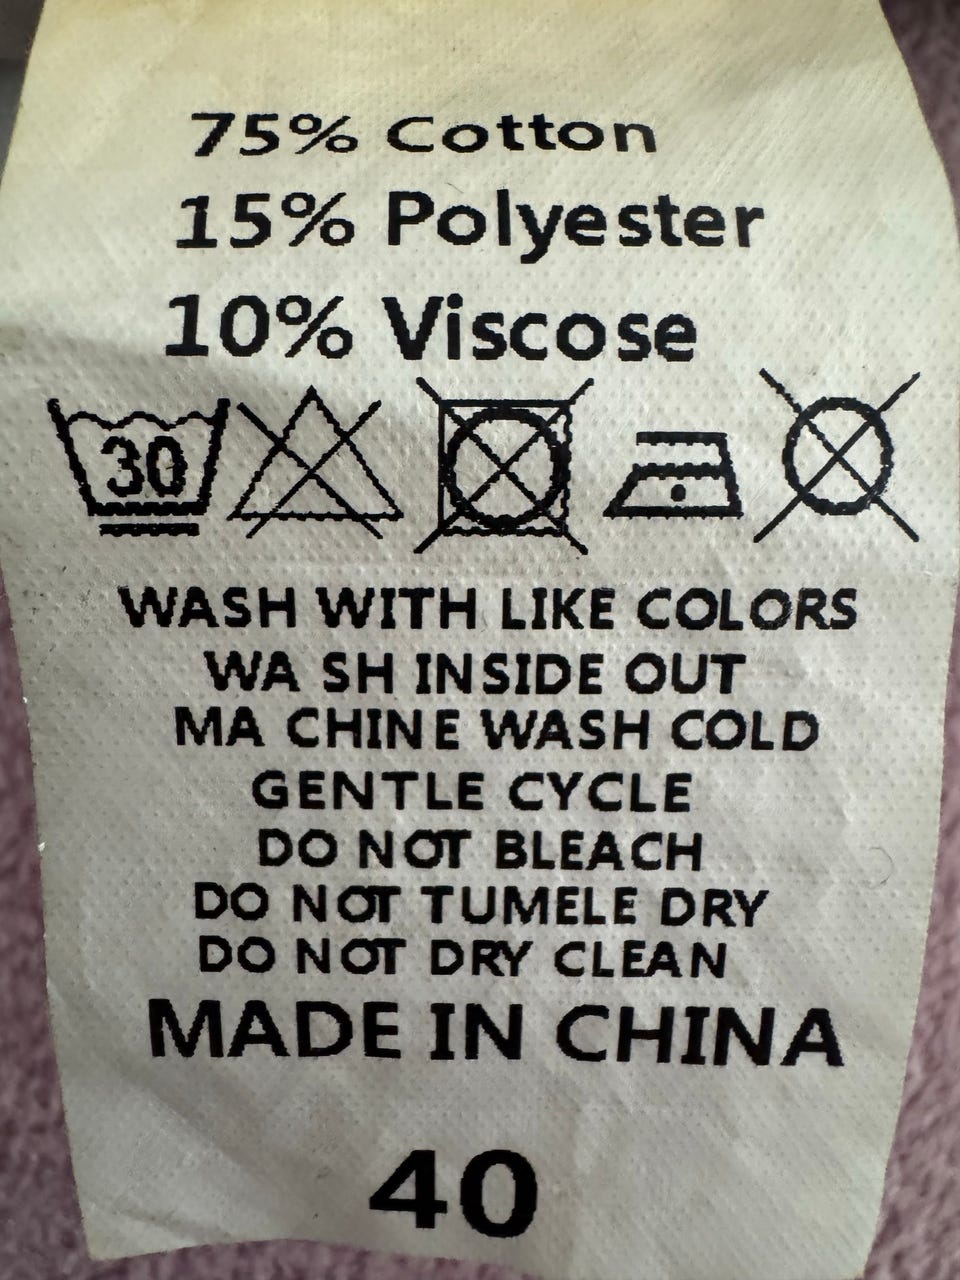 75% Cotton
15% Polyester
10% Viscose
30
WASH WITH LIKE COLORS
WA SH INSIDE OUT
MA CHINE WASH COLD
GENTLE CYCLE
DO NOT BLEACH
DO NOT TUMELE DRY
DO NOT DRY CLEAN
MADE IN CHINA
40